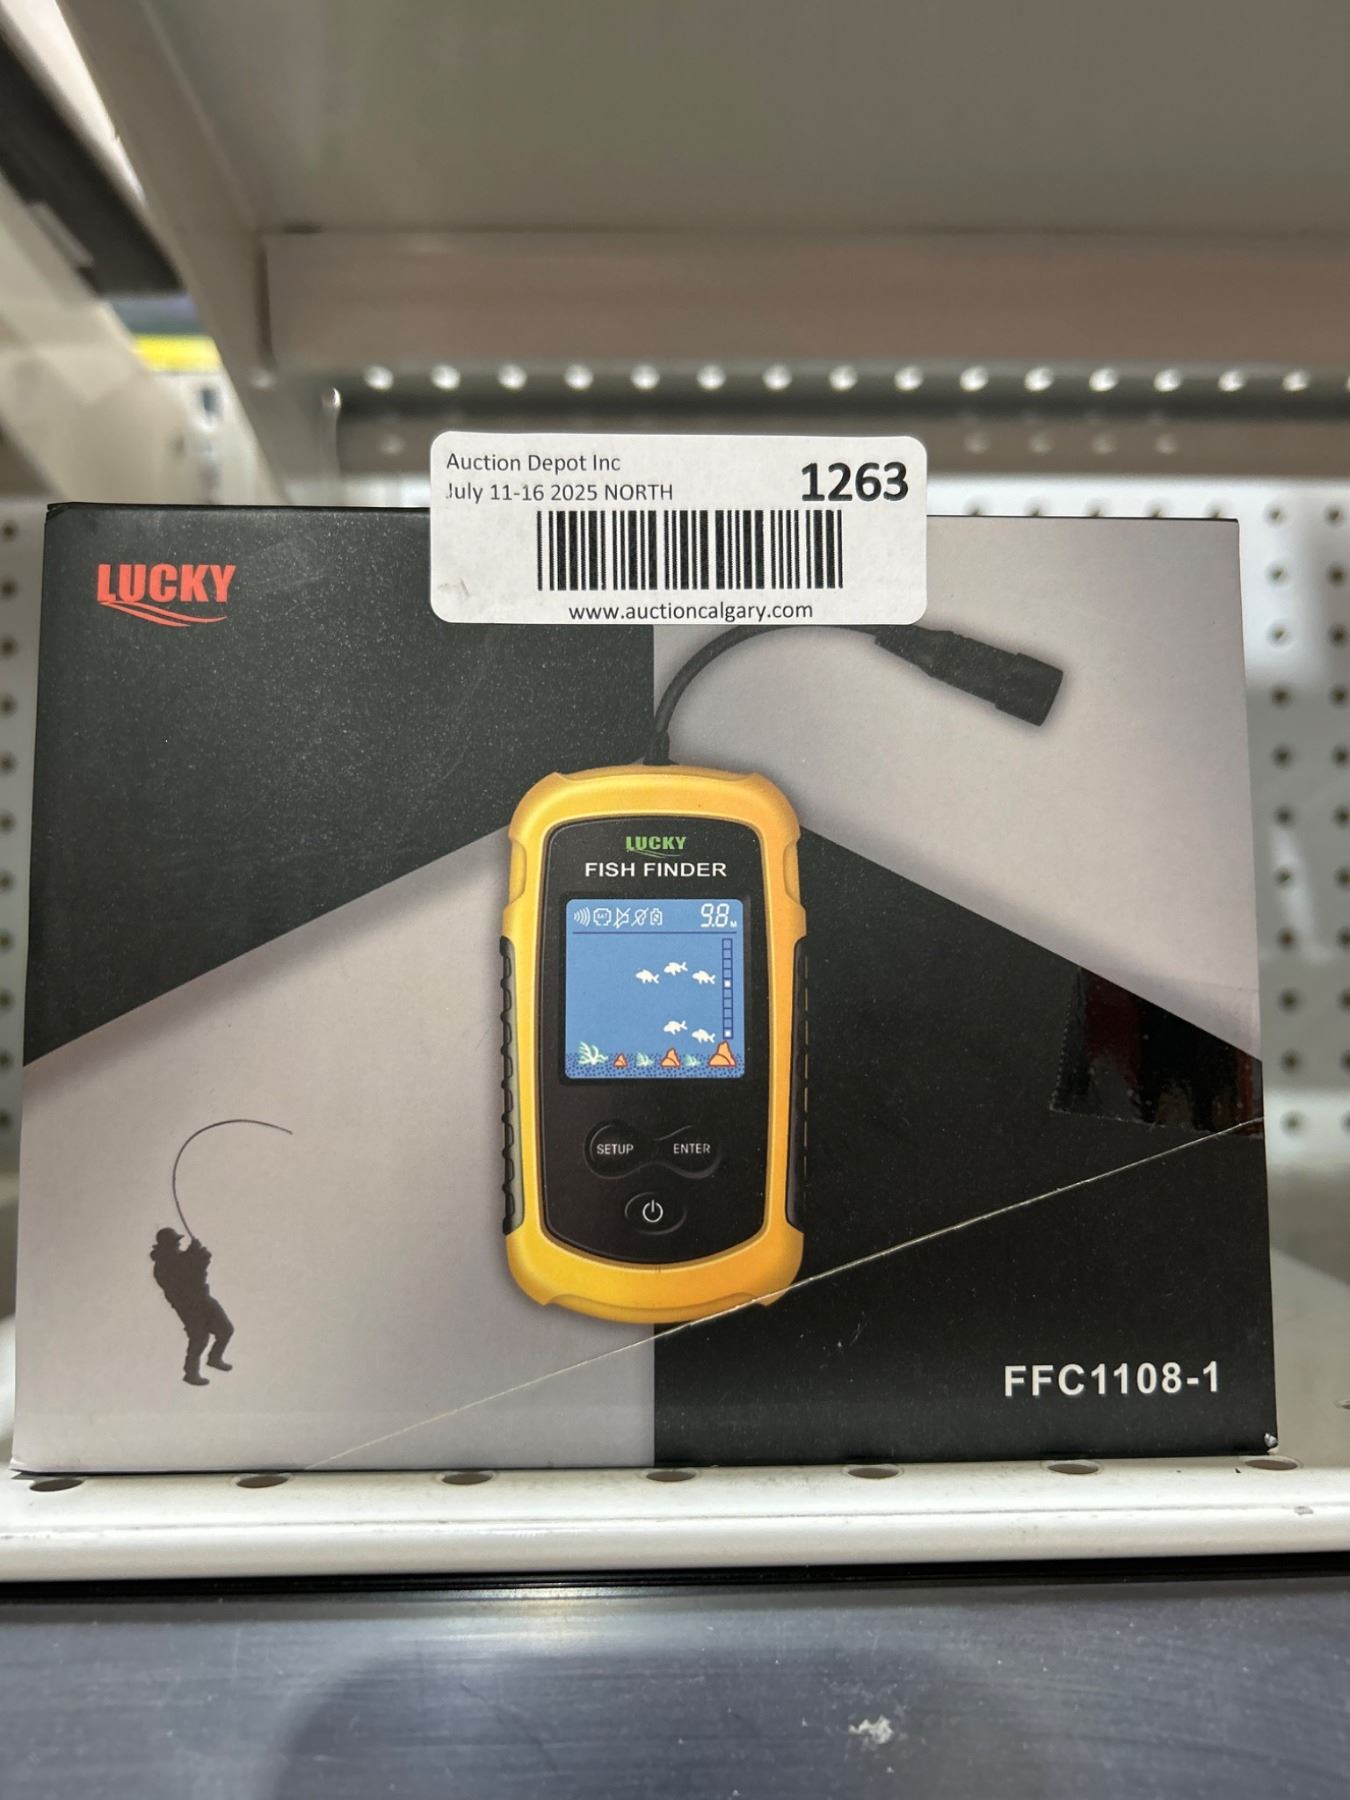 Auction Depot Inc
1263
July 11-16 2025 NORTH
www.auctioncalgary.com
LUCKY
LUCKY
FISH FINDER
9.8M
SETUP
ENTER
FFC1108-1